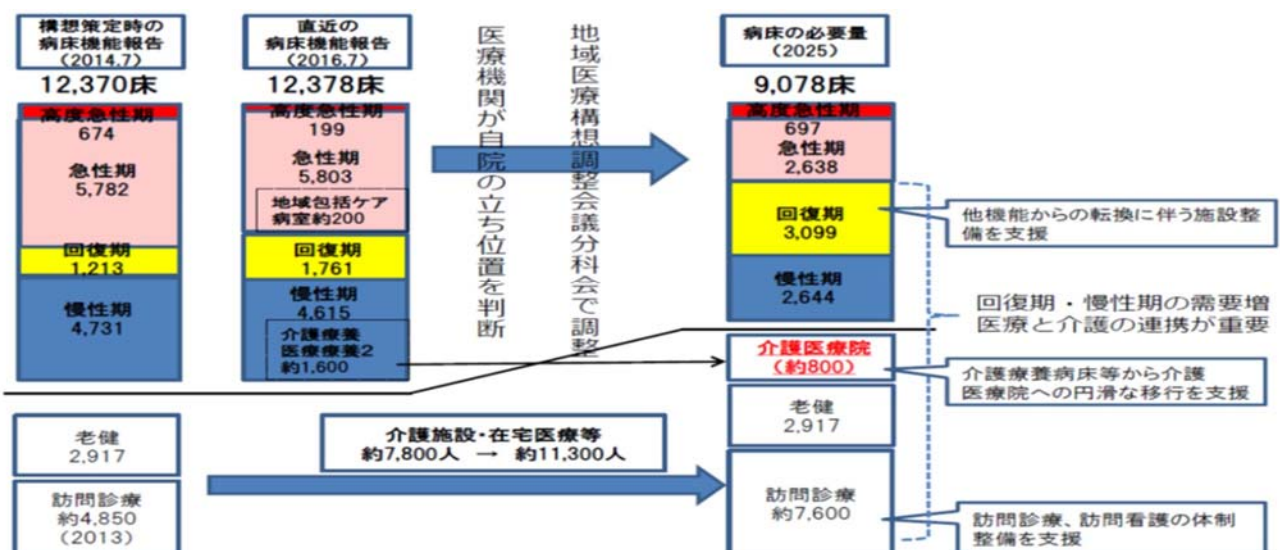 構想策定時の
病床機能報告
(2014.7)
12,370床
高度急性期
674
急性期
5,782
回復期
1,213
慢性期
4,731
直近の
病床機能報告
(2016.7)
12,378床
高度急性期
199
急性期
5,803
地域包括ケア
病室約200
回復期
1,761
慢性期
4,615
介護療養
医療療養2
約1,600
地域医療構想調整会議分科会で調整
医療機関が自院の立ち位置を判断
病床の必要量
(2025)
9,078床
高度急性期
697
急性期
2,638
回復期
3,099
慢性期
2,644
介護医療院
(約800)
老健
2,917
訪問診療
約7,600
他機能からの転換に伴う施設整
備を支援
回復期・慢性期の需要増
医療と介護の連携が重要
介護療養病床等から介護
医療院への円滑な移行を支援
訪問診療、訪問看護の体制
整備を支援
老健
2,917
訪問診療
約4,850
(2013)
介護施設・在宅医療等
約7,800人 → 約11,300人